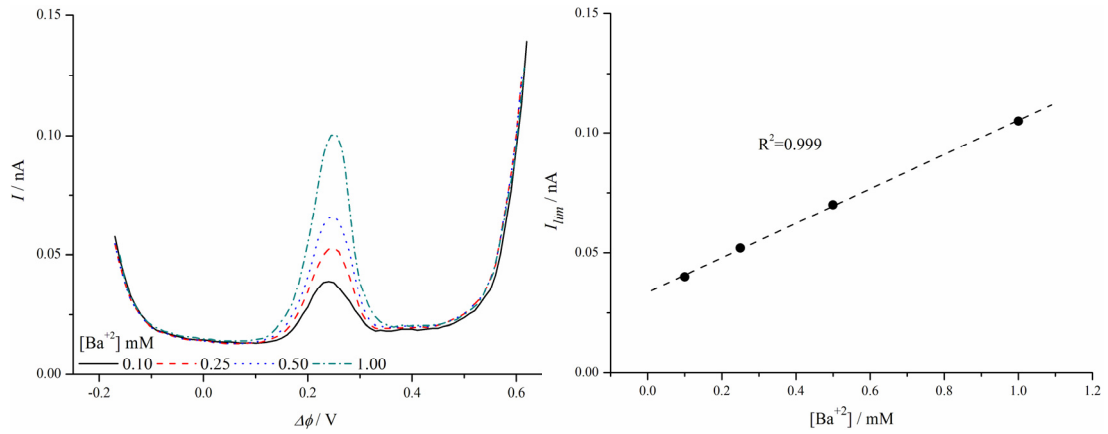 0.15
0.10
0.05
0.00
I / nA
[Ba+2] mM
0.10 0.25 0.50 1.00
-0.2 0.0 0.2 0.4 0.6
Δϕ / V
0.15
0.10
0.05
0.00
Ilim / nA
R2=0.999
0.0 0.2 0.4 0.6 0.8 1.0 1.2
[Ba+2] / mM